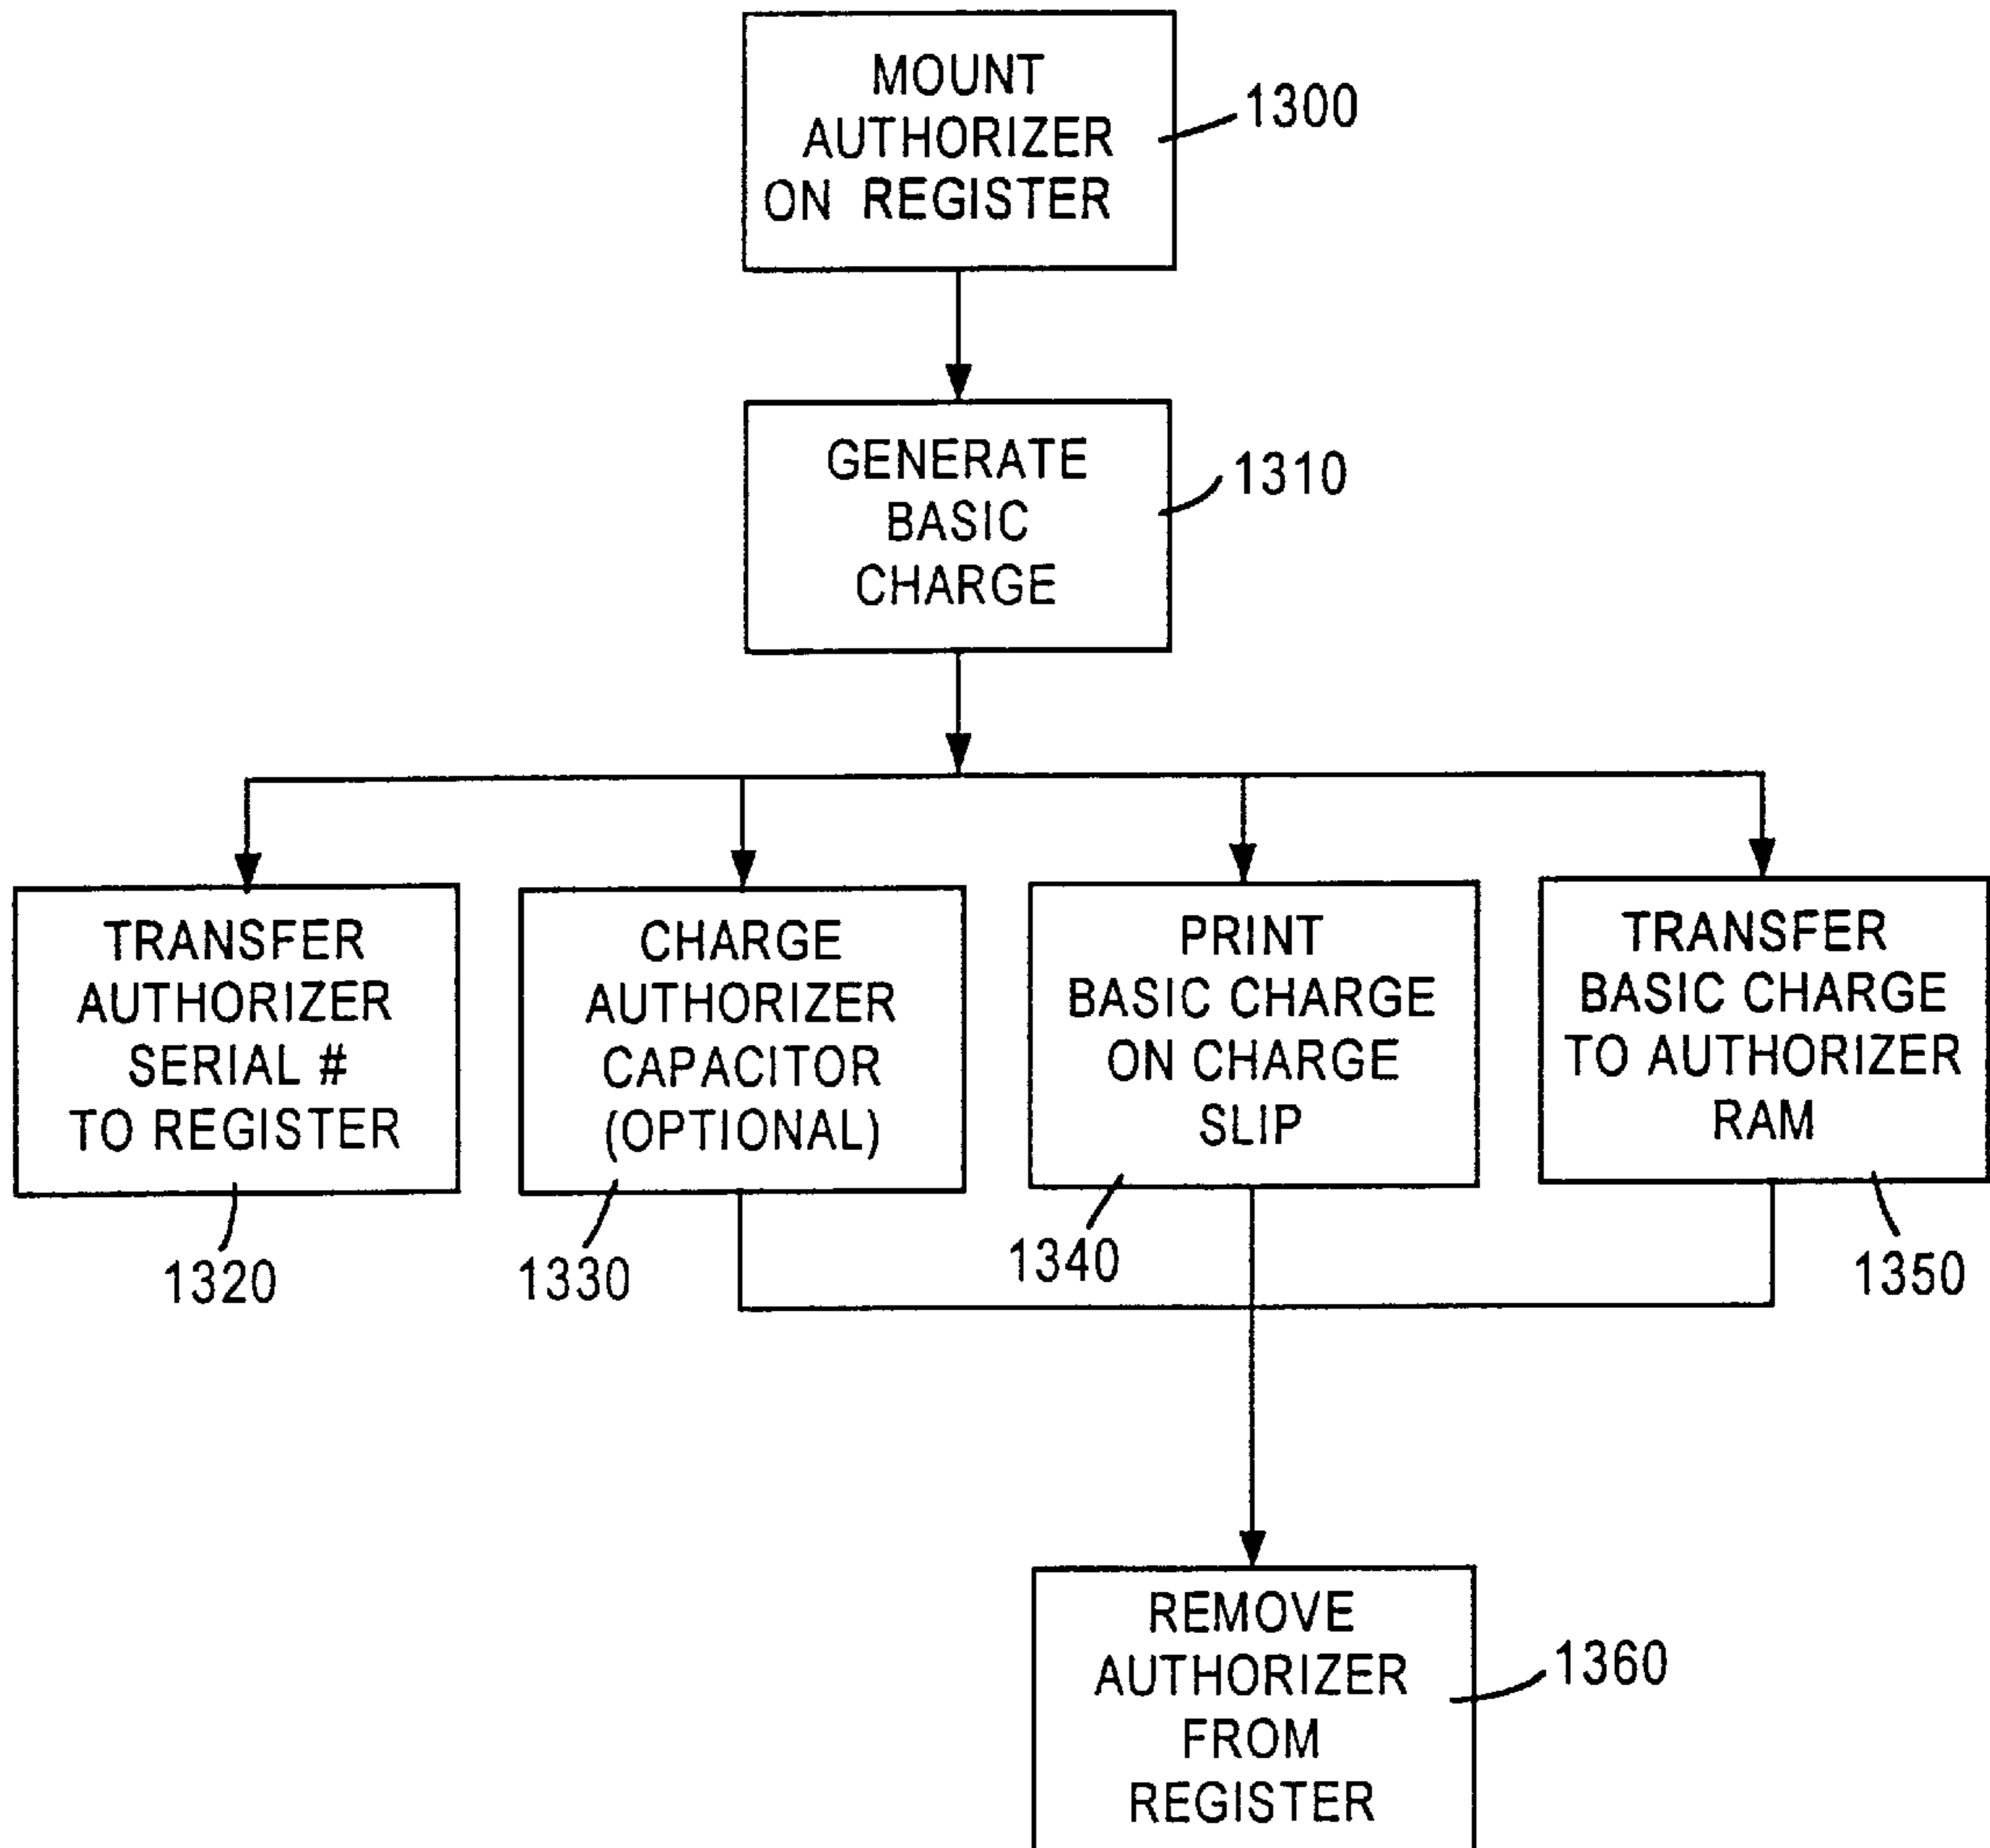 MOUNT
AUTHORIZER
ON REGISTER
1300
GENERATE
BASIC
CHARGE
1310
TRANSFER
AUTHORIZER
SERIAL #
TO REGISTER
1320
CHARGE
AUTHORIZER
CAPACITOR
(OPTIONAL)
1330
PRINT
BASIC CHARGE
ON CHARGE
SLIP
1340
TRANSFER
BASIC CHARGE
TO AUTHORIZER
RAM
1350
REMOVE
AUTHORIZER
FROM
REGISTER
1360